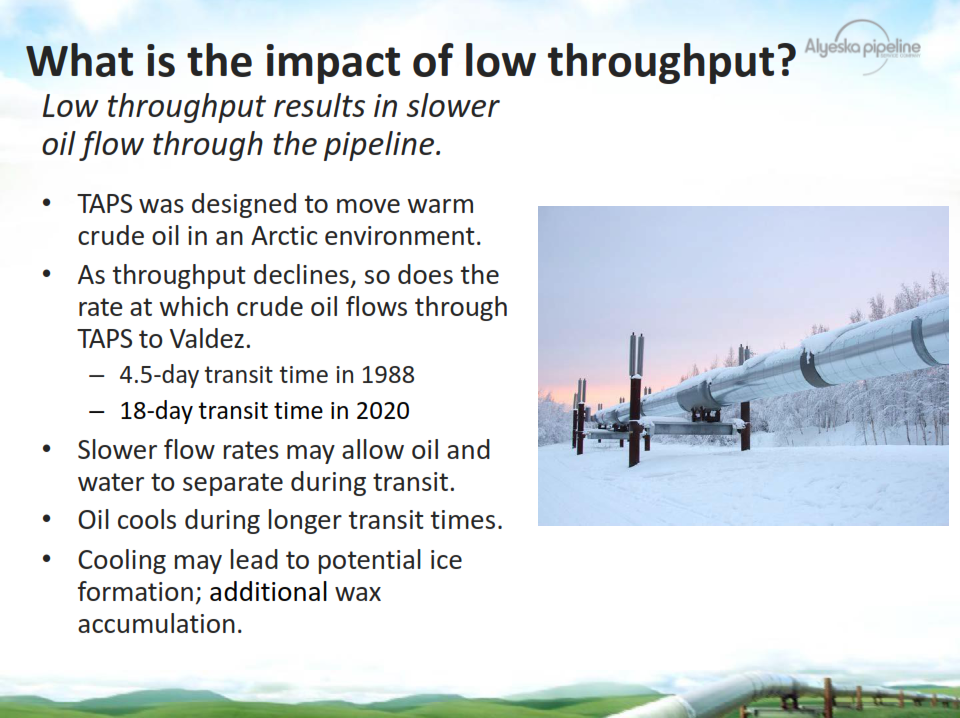 What is the impact of low throughput?
Alyeska pipeline
Low throughput results in slower
oil flow through the pipeline.
• TAPS was designed to move warm
crude oil in an Arctic environment.
• As throughput declines, so does the
rate at which crude oil flows through
TAPS to Valdez.
– 4.5-day transit time in 1988
– 18-day transit time in 2020
• Slower flow rates may allow oil and
water to separate during transit.
• Oil cools during longer transit times.
• Cooling may lead to potential ice
formation; additional wax
accumulation.